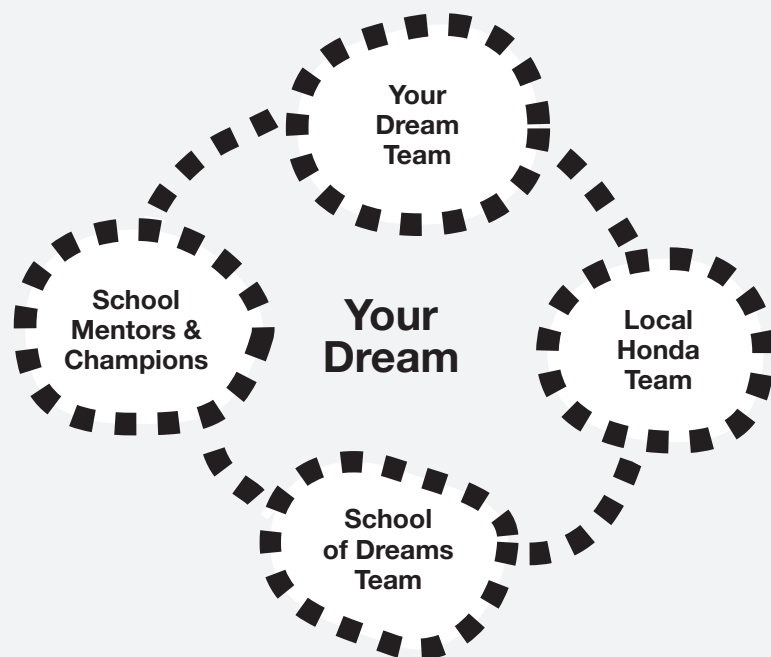 Your
Dream
Team
School
Mentors &
Champions
Your
Dream
Local
Honda
Team
School
of Dreams
Team